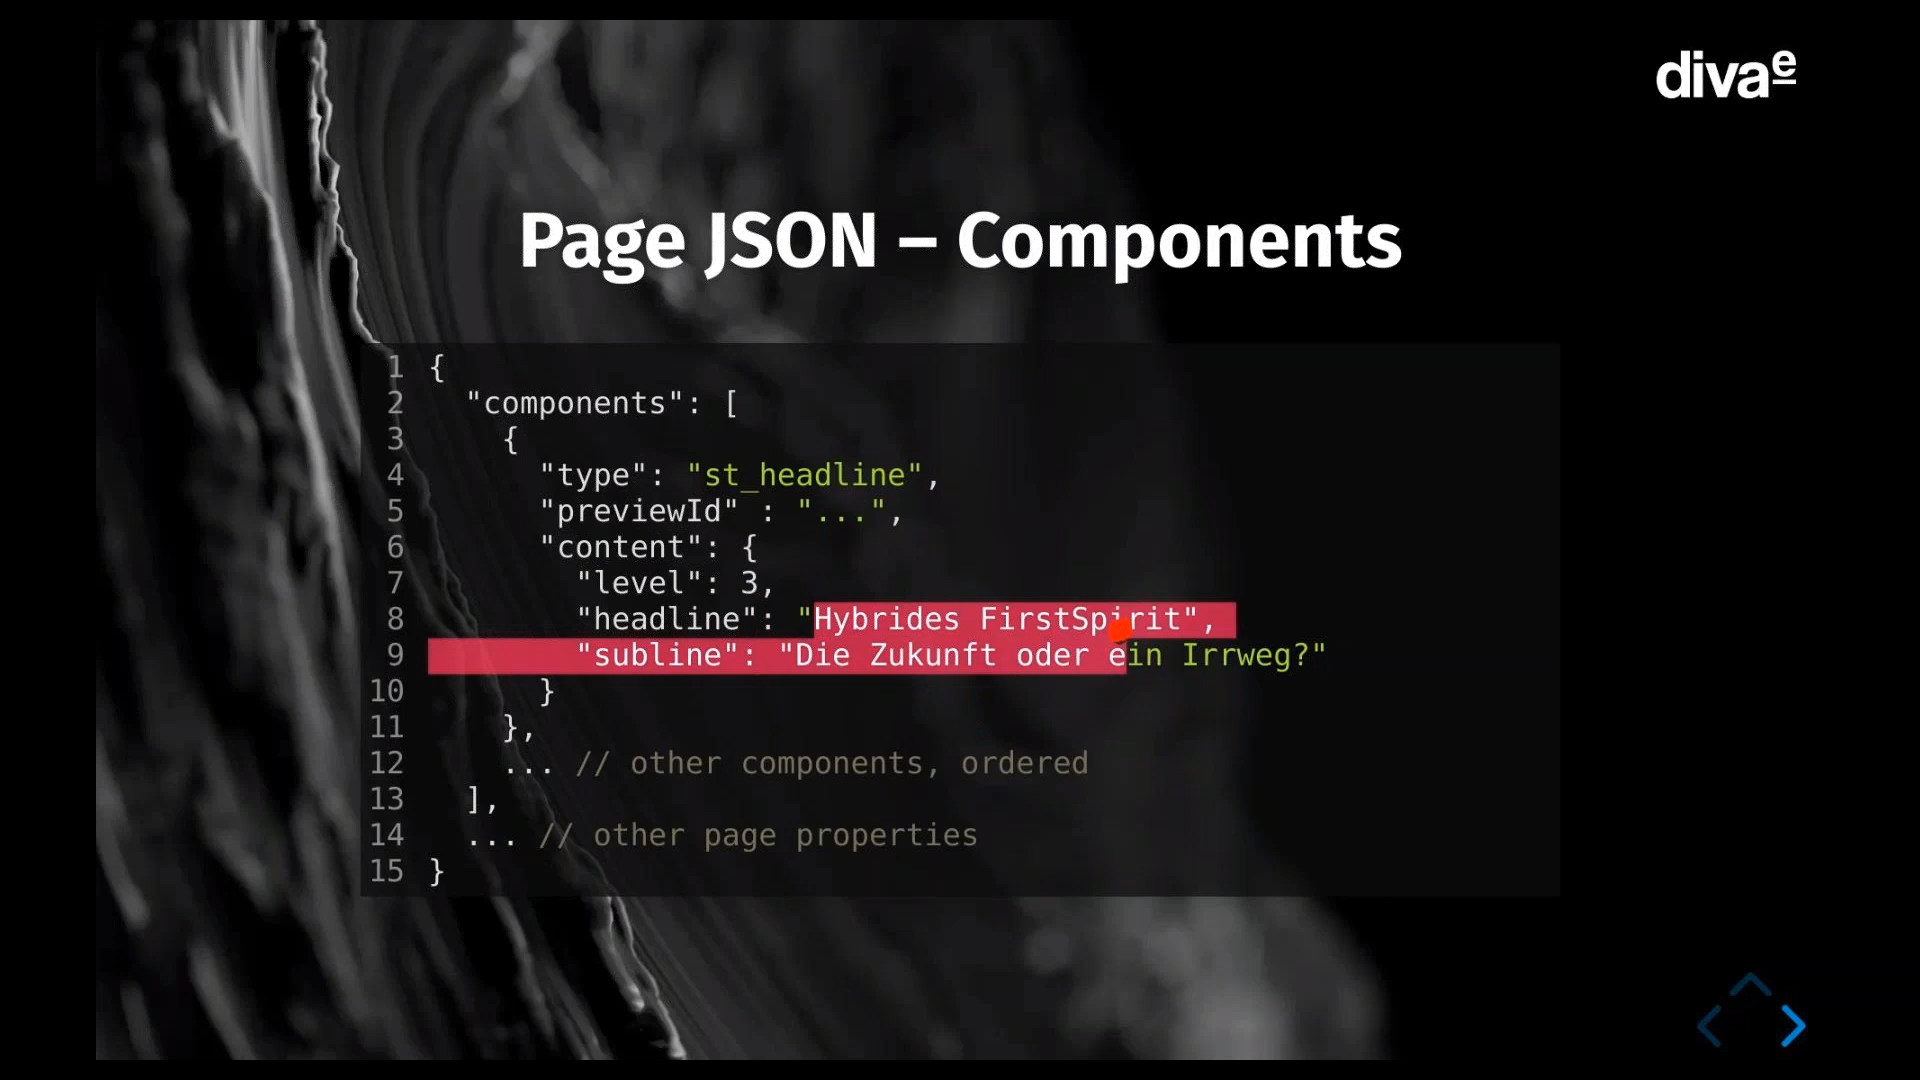 divae
Page JSON – Components
1 {
2   "components": [
3     {
4       "type": "st_headline",
5       "previewId" : "...",
6       "content": {
7         "level": 3,
8         "headline": "Hybrides FirstSpirit",
9         "subline": "Die Zukunft oder ein Irrweg?"
10       }
11     },
12     ... // other components, ordered
13   ],
14   ... // other page properties
15 }